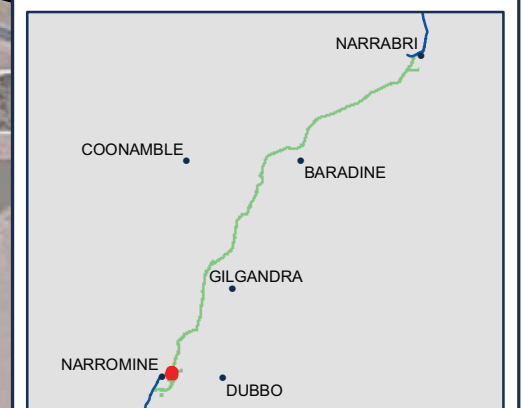 NARRABRI
COONAMBLE
BARADINE
GILGANDRA
NARROMINE
DUBBO